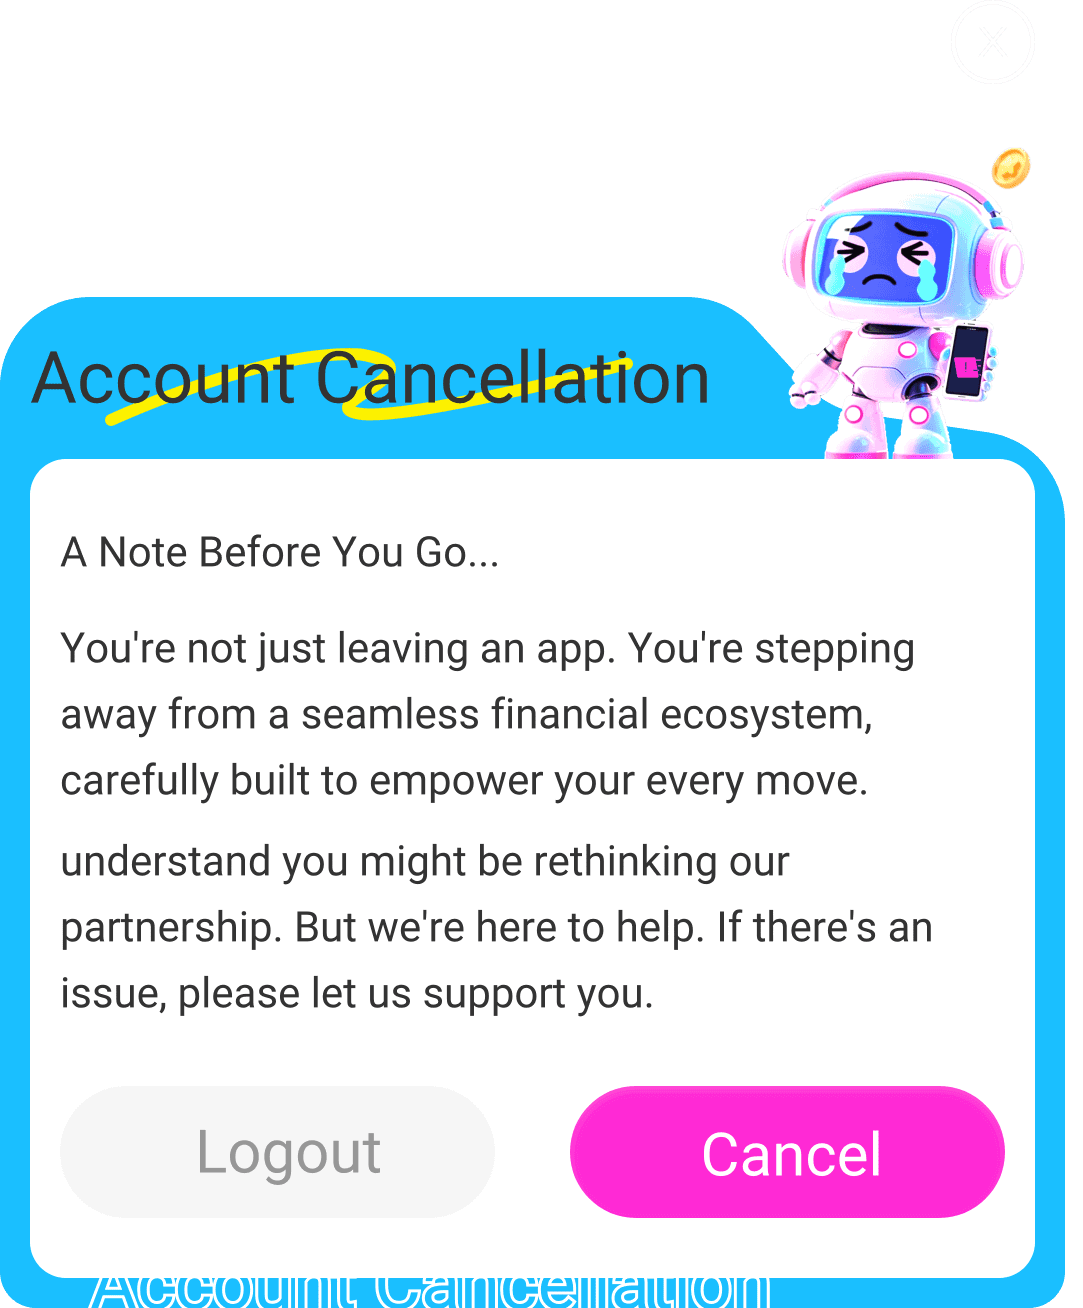 Account Cancellation
A Note Before You Go...
You're not just leaving an app. You're stepping
away from a seamless financial ecosystem,
carefully built to empower your every move.
understand you might be rethinking our
partnership. But we're here to help. If there's an
issue, please let us support you.
Logout
Cancel
Account Cancellation